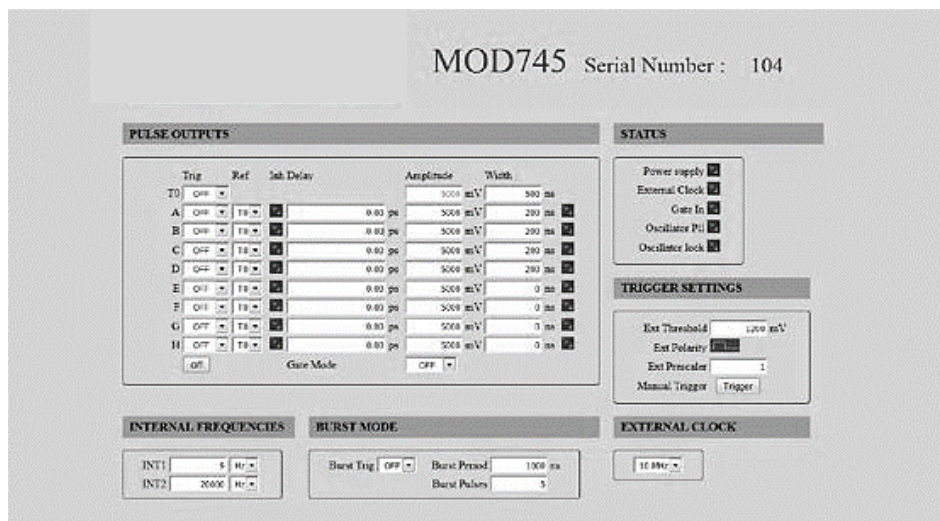 MOD745 Serial Number : 104
PULSE OUTPUTS
Trig Ref Inh Delay Amplitude Width
T0 OFF 5000 mV 500 ns
A OFF T0 0.00 ps 5000 mV 200 ns
B OFF T0 0.00 ps 5000 mV 200 ns
C OFF T0 0.00 ps 5000 mV 200 ns
D OFF T0 0.00 ps 5000 mV 200 ns
E OFF T0 0.00 ps 5000 mV 0 ns
F OFF T0 0.00 ps 5000 mV 0 ns
G OFF T0 0.00 ps 5000 mV 0 ns
H OFF T0 0.00 ps 5000 mV 0 ns
Off Gate Mode OFF
STATUS
Power supply
External Clock
Gate In
Oscillator Pll
Oscillator lock
TRIGGER SETTINGS
Ext Threshold 1200 mV
Ext Polarity
Ext Prescaler 1
Manual Trigger Trigger
INTERNAL FREQUENCIES
INT1 5 Hz
INT2 20000 Hz
BURST MODE
Burst Trig OFF Burst Period 1000 ns
Burst Pulses 5
EXTERNAL CLOCK
10 MHz